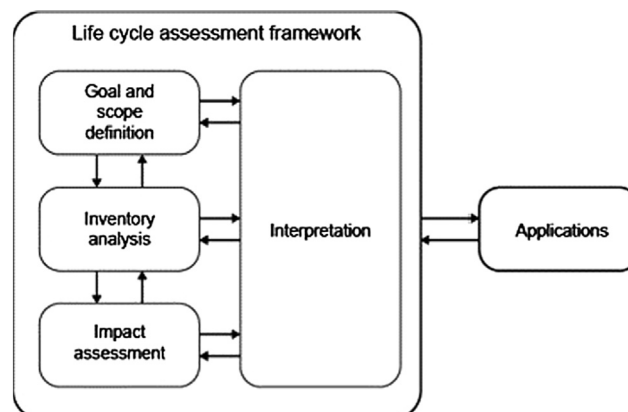 Life cycle assessment framework
Goal and
scope
definition
Inventory
analysis
Impact
assessment
Interpretation
Applications